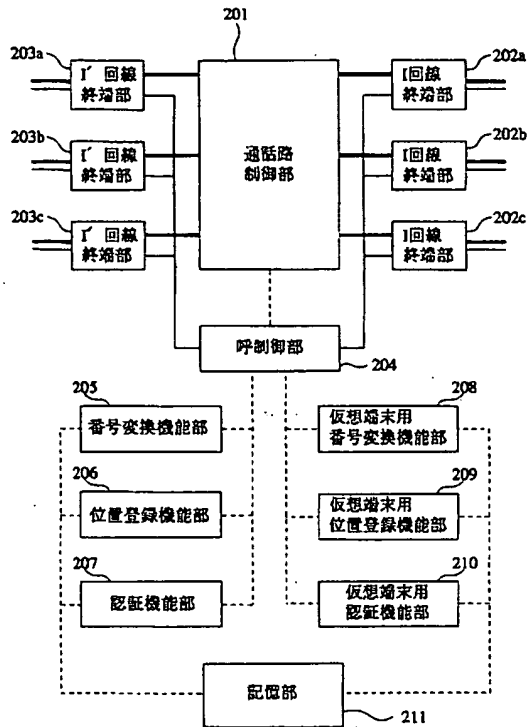 201
203a
I´ 回線
終端部
202a
I回線
終端部
203b
I´ 回線
終端部
通話路
制御部
202b
I回線
終端部
203c
I´ 回線
終端部
202c
I回線
終端部
呼制御部
204
205
番号変換機能部
208
仮想端末用
番号変換機能部
206
位置登録機能部
209
仮想端末用
位置登録機能部
207
認証機能部
210
仮想端末用
認証機能部
記憶部
211